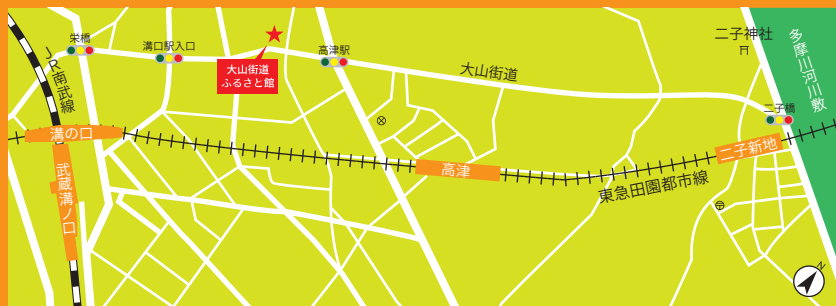 栄橋
溝口駅入口
大山街道
ふるさと館
高津駅
大山街道
二子神社
多摩川河川敷
二子橋
JR南武線
溝の口
武蔵溝ノ口
高津
二子新地
東急田園都市線
N